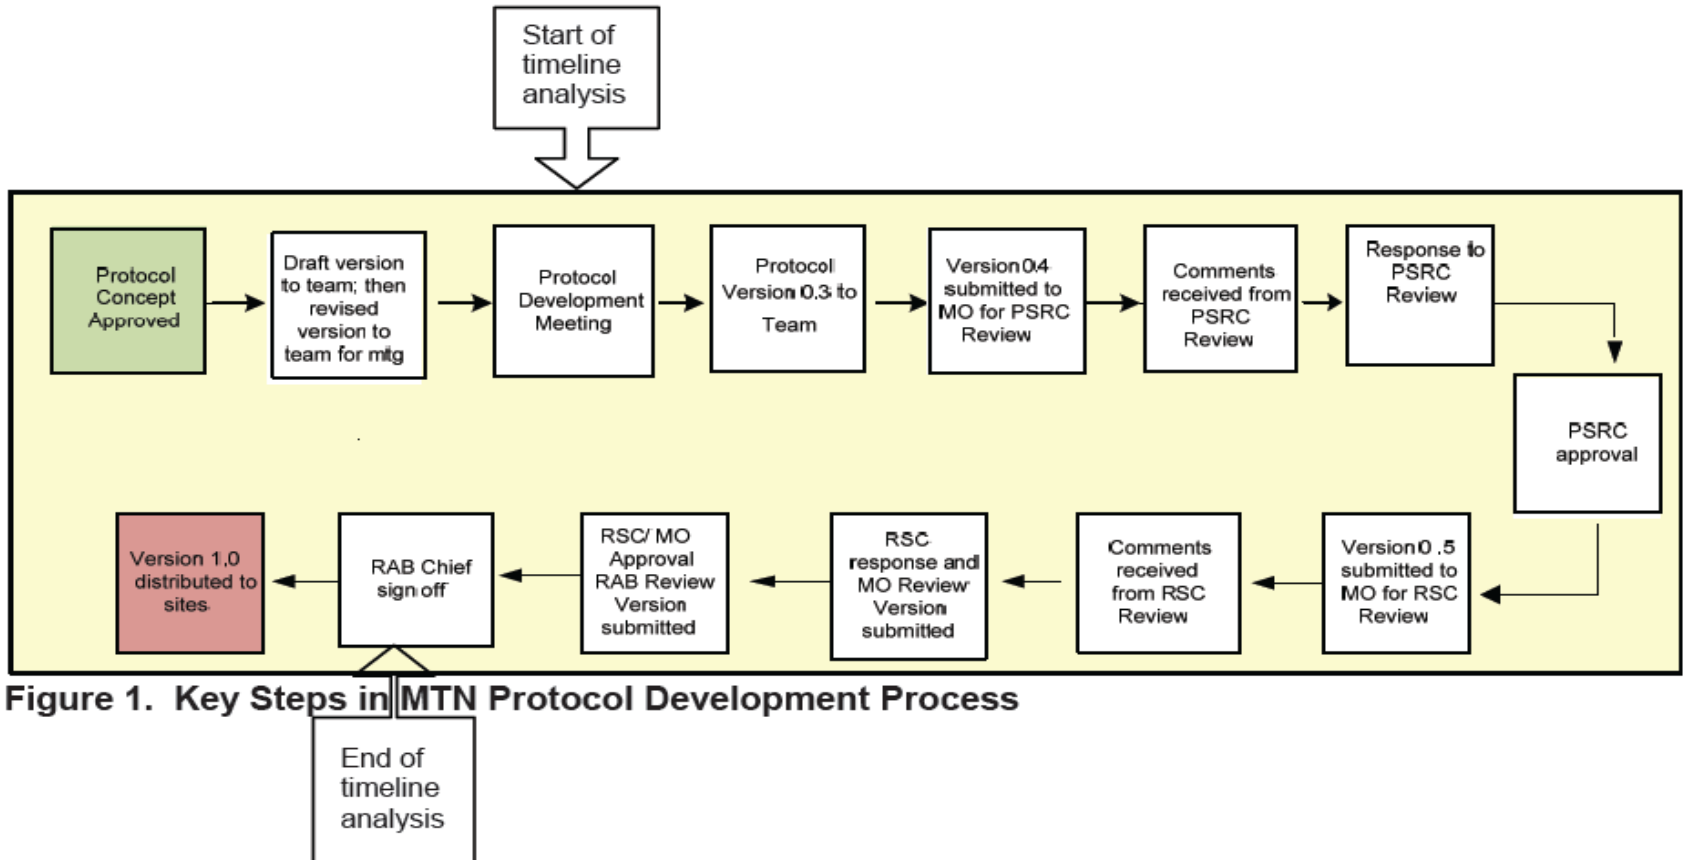 Start of
timeline
analysis
Protocol
Concept
Approved
Draft version
to team; then
revised
version to
team for mtg
Protocol
Development
Meeting
Protocol
Version 0.3 to
Team
Version 0.4
submitted to
MO for PSRC
Review
Comments
received from
PSRC
Review
Response to
PSRC
Review
PSRC
approval
Version 0.5
submitted to
MO for RSC
Review
Comments
received
from RSC
Review
RSC
response and
MO Review
Version
submitted
RSC/ MO
Approval
RAB Review
Version
submitted
RAB Chief
sign off
Version 1.0
distributed to
sites
Figure 1. Key Steps in MTN Protocol Development Process
End of
timeline
analysis